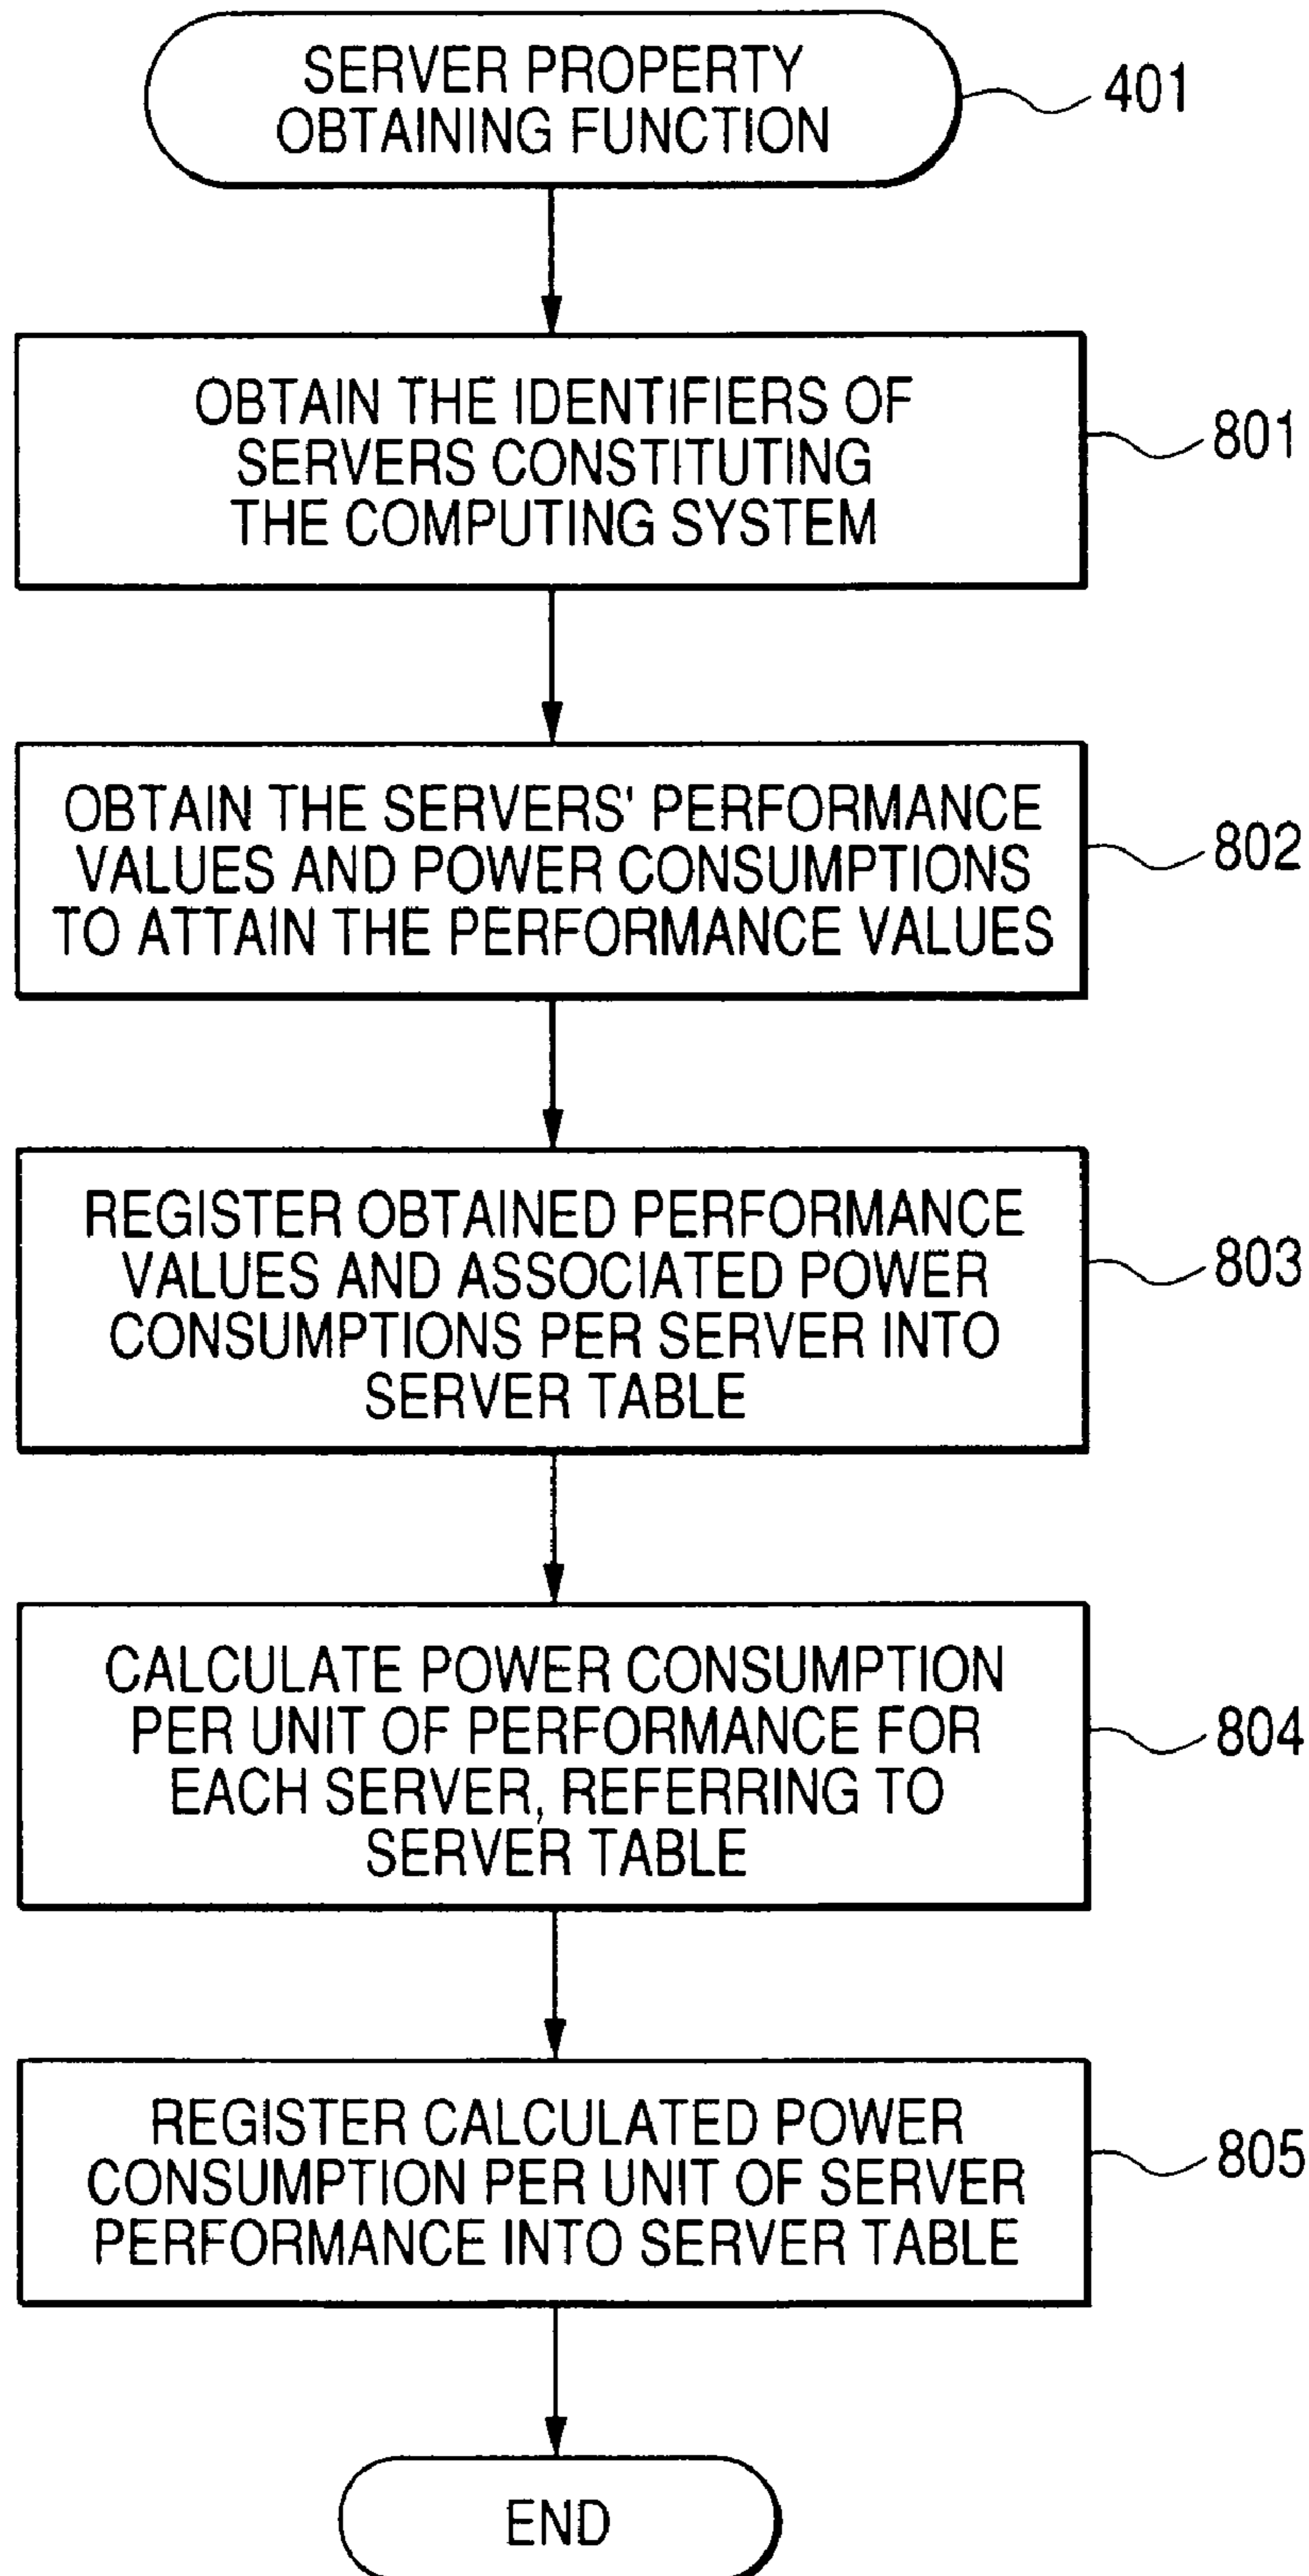 SERVER PROPERTY
OBTAINING FUNCTION
401
OBTAIN THE IDENTIFIERS OF
SERVERS CONSTITUTING
THE COMPUTING SYSTEM
801
OBTAIN THE SERVERS' PERFORMANCE
VALUES AND POWER CONSUMPTIONS
TO ATTAIN THE PERFORMANCE VALUES
802
REGISTER OBTAINED PERFORMANCE
VALUES AND ASSOCIATED POWER
CONSUMPTIONS PER SERVER INTO
SERVER TABLE
803
CALCULATE POWER CONSUMPTION
PER UNIT OF PERFORMANCE FOR
EACH SERVER, REFERRING TO
SERVER TABLE
804
REGISTER CALCULATED POWER
CONSUMPTION PER UNIT OF SERVER
PERFORMANCE INTO SERVER TABLE
805
END